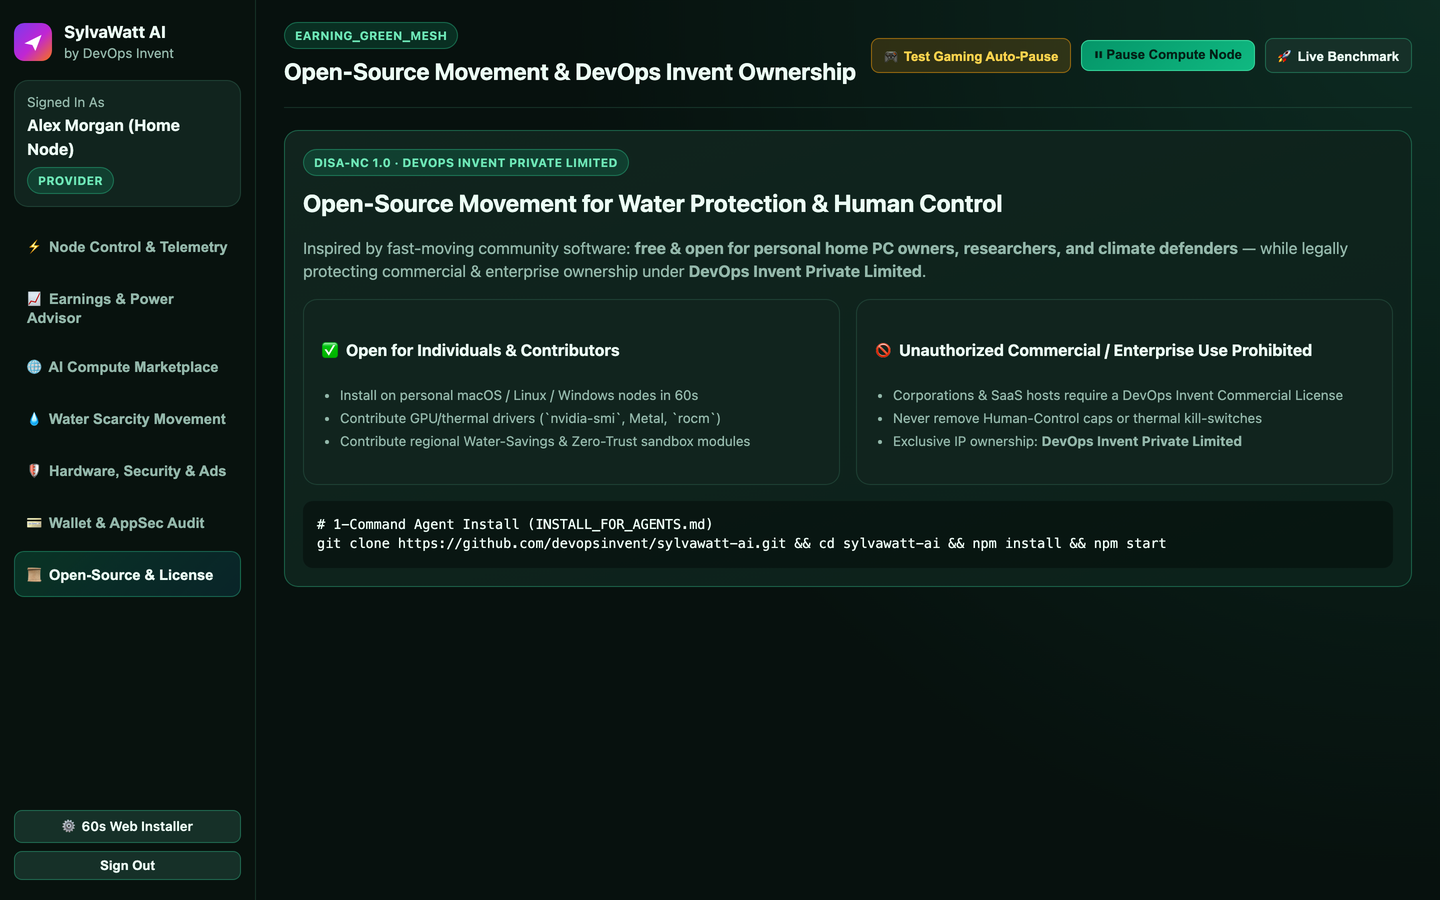 SylvaWatt AI
by DevOps Invent
Signed In As
Alex Morgan (Home
Node)
PROVIDER
⚡ Node Control & Telemetry
📈 Earnings & Power
Advisor
🌐 AI Compute Marketplace
💧 Water Scarcity Movement
🛡️ Hardware, Security & Ads
💳 Wallet & AppSec Audit
📜 Open-Source & License
⚙️ 60s Web Installer
Sign Out
EARNING_GREEN_MESH
Open-Source Movement & DevOps Invent Ownership
🎮 Test Gaming Auto-Pause
⏸ Pause Compute Node
🚀 Live Benchmark
DISA-NC 1.0 · DEVOPS INVENT PRIVATE LIMITED
Open-Source Movement for Water Protection & Human Control
Inspired by fast-moving community software: free & open for personal home PC owners, researchers, and climate defenders — while legally
protecting commercial & enterprise ownership under DevOps Invent Private Limited.
✅ Open for Individuals & Contributors
• Install on personal macOS / Linux / Windows nodes in 60s
• Contribute GPU/thermal drivers (`nvidia-smi`, Metal, `rocm`)
• Contribute regional Water-Savings & Zero-Trust sandbox modules
🚫 Unauthorized Commercial / Enterprise Use Prohibited
• Corporations & SaaS hosts require a DevOps Invent Commercial License
• Never remove Human-Control caps or thermal kill-switches
• Exclusive IP ownership: DevOps Invent Private Limited
# 1-Command Agent Install (INSTALL_FOR_AGENTS.md)
git clone https://github.com/devopsinvent/sylvawatt-ai.git && cd sylvawatt-ai && npm install && npm start